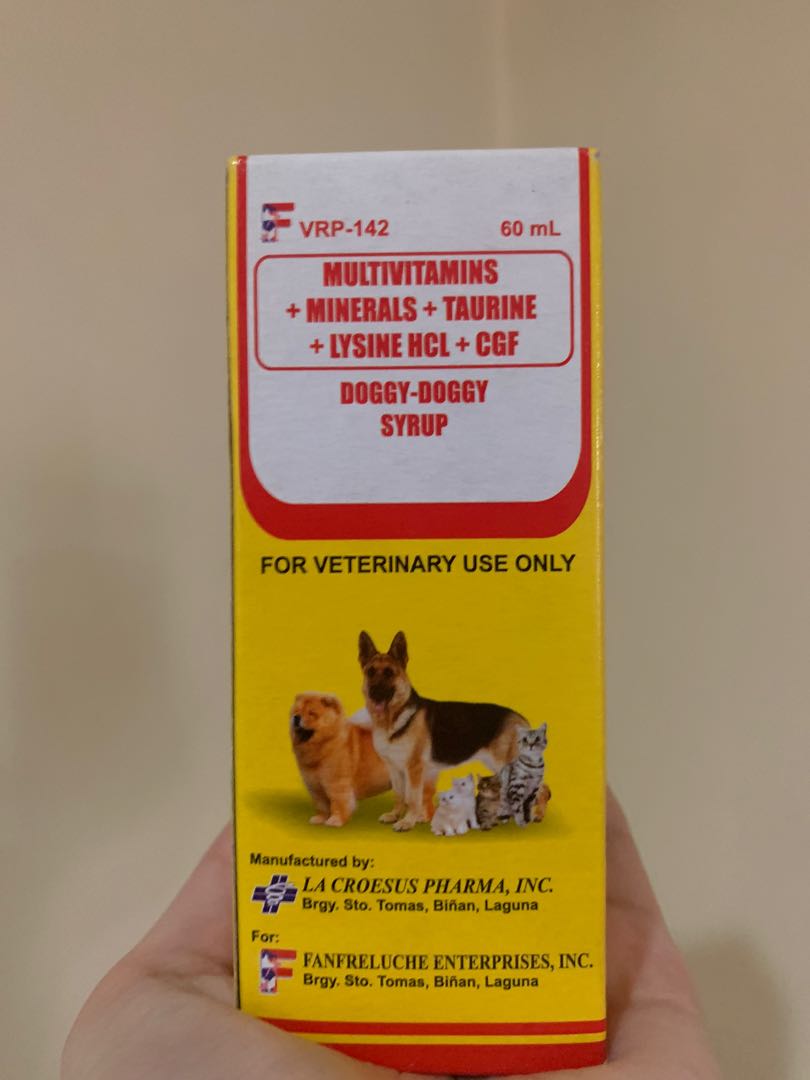 F VRP-142 60 mL
MULTIVITAMINS
+ MINERALS + TAURINE
+ LYSINE HCL + CGF
DOGGY-DOGGY
SYRUP
FOR VETERINARY USE ONLY
Manufactured by:
LA CROESUS PHARMA, INC.
Brgy. Sto. Tomas, Biñan, Laguna
For:
F FANFRELUCHE ENTERPRISES, INC.
Brgy. Sto. Tomas, Biñan, Laguna